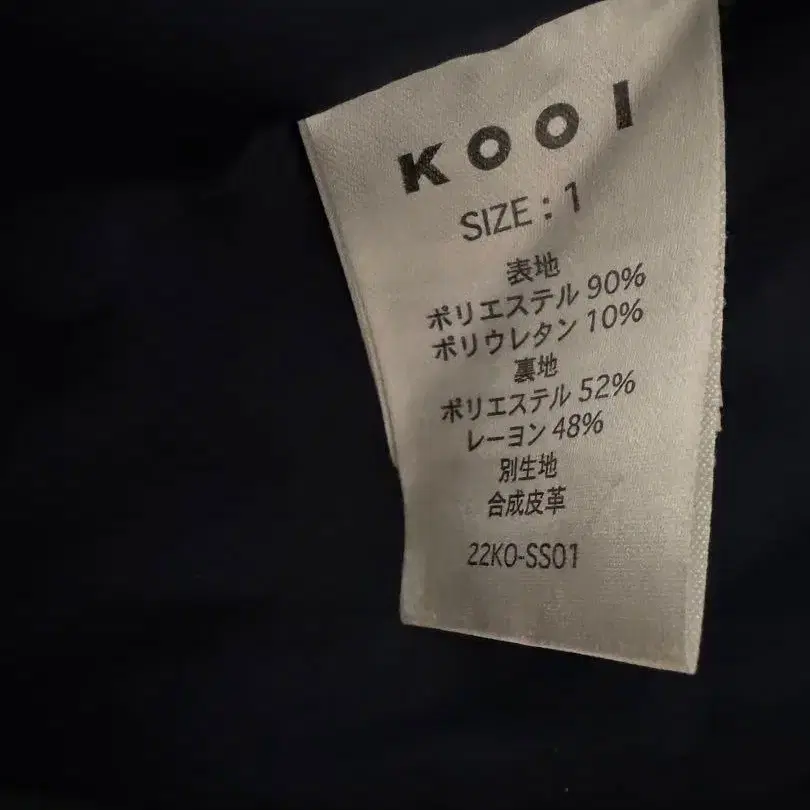 KOOI
SIZE : 1
表地
ポリエステル 90%
ポリウレタン 10%
裏地
ポリエステル 52%
レーヨン 48%
別生地
合成皮革
22KO-SS01